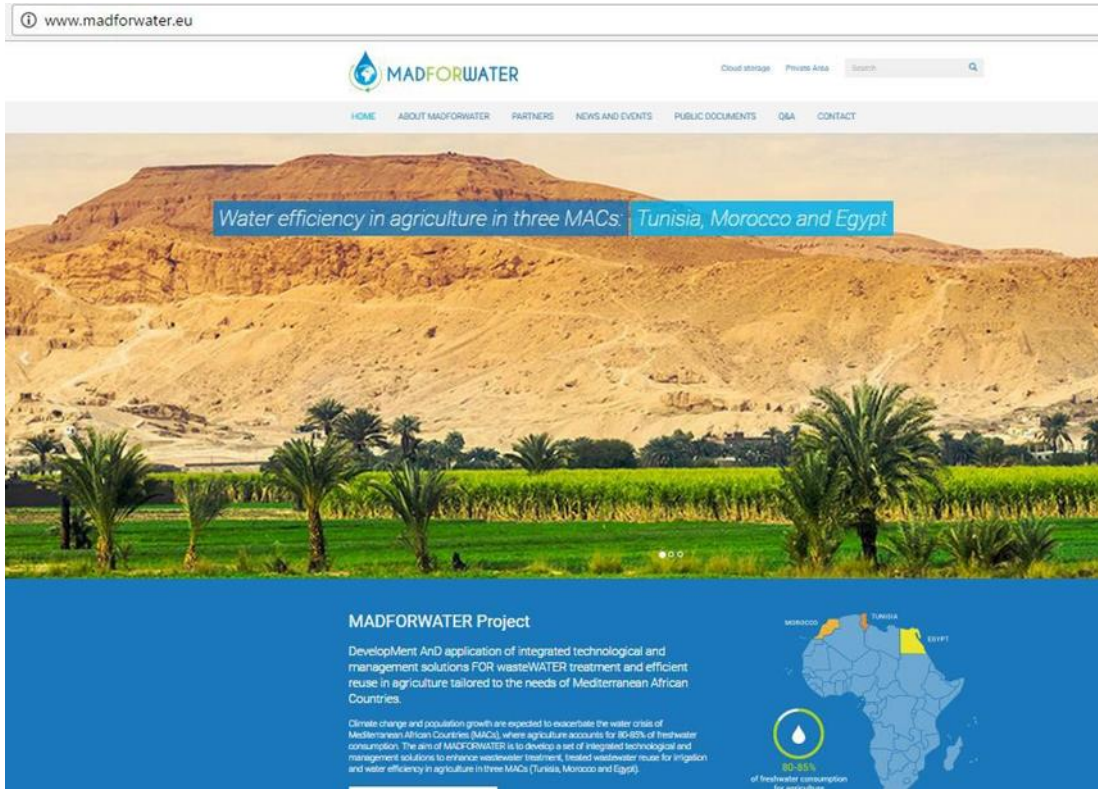 www.madforwater.eu
MADFORWATER
Cloud storage Private Area Search
HOME ABOUT MADFORWATER PARTNERS NEWS AND EVENTS PUBLIC DOCUMENTS Q&A CONTACT
Water efficiency in agriculture in three MACs: Tunisia, Morocco and Egypt
MADFORWATER Project
DevelopMent AnD application of integrated technological and
management solutions FOR wasteWATER treatment and efficient
reuse in agriculture tailored to the needs of Mediterranean African
Countries.
Climate change and population growth are expected to exacerbate the water crisis of
Mediterranean African Countries (MACs), where agriculture accounts for 80-85% of freshwater
consumption. The aim of MADFORWATER is to develop a set of integrated technological and
management solutions to enhance wastewater treatment, treated wastewater reuse for irrigation
and water efficiency in agriculture in three MACs (Tunisia, Morocco and Egypt).
MOROCCO
TUNISIA
EGYPT
80-85%
of freshwater consumption
for agriculture